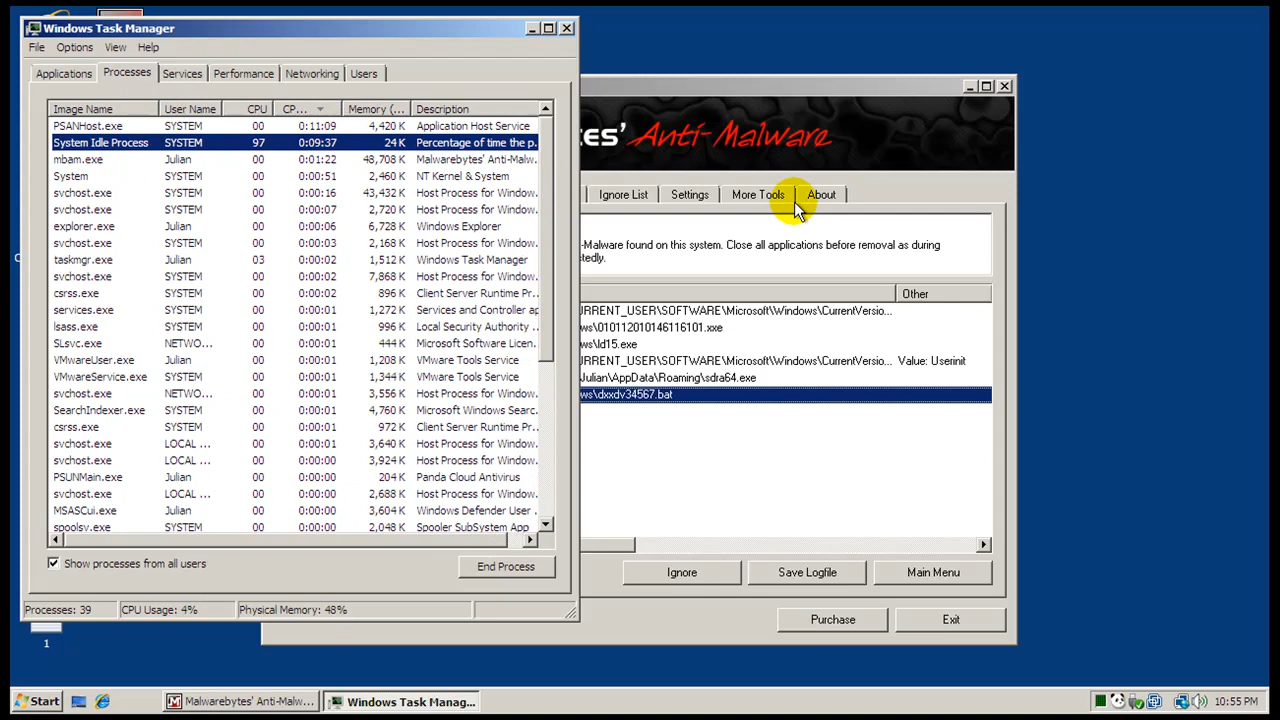 Windows Task Manager
File Options View Help
Applications Processes Services Performance Networking Users
Image Name User Name CPU CP... Memory (... Description
PSANHost.exe SYSTEM 00 0:11:09 4,420 K Application Host Service
System Idle Process SYSTEM 97 0:09:37 24 K Percentage of time the p.
mbam.exe Julian 00 0:01:22 48,708 K Malwarebytes' Anti-Malw.
System SYSTEM 00 0:00:51 2,460 K NT Kernel & System
svchost.exe SYSTEM 00 0:00:16 43,432 K Host Process for Window.
svchost.exe SYSTEM 00 0:00:07 2,720 K Host Process for Window.
explorer.exe Julian 00 0:00:06 6,728 K Windows Explorer
svchost.exe SYSTEM 00 0:00:03 2,168 K Host Process for Window.
taskmgr.exe Julian 03 0:00:02 1,512 K Windows Task Manager
svchost.exe SYSTEM 00 0:00:02 7,868 K Host Process for Window.
csrss.exe SYSTEM 00 0:00:02 896 K Client Server Runtime Pr.
services.exe SYSTEM 00 0:00:01 1,272 K Services and Controller ap
lsass.exe SYSTEM 00 0:00:01 996 K Local Security Authority .
SLsvc.exe NETWO... 00 0:00:01 444 K Microsoft Software Licen.
VMwareUser.exe Julian 00 0:00:01 1,208 K VMware Tools Service
VMwareService.exe SYSTEM 00 0:00:01 1,344 K VMware Tools Service
svchost.exe NETWO... 00 0:00:01 3,556 K Host Process for Window.
SearchIndexer.exe SYSTEM 00 0:00:01 4,760 K Microsoft Windows Searc.
csrss.exe SYSTEM 00 0:00:01 972 K Client Server Runtime Pr.
svchost.exe LOCAL ... 00 0:00:01 3,640 K Host Process for Window.
svchost.exe LOCAL ... 00 0:00:00 3,924 K Host Process for Window.
PSUNMain.exe Julian 00 0:00:00 204 K Panda Cloud Antivirus
svchost.exe LOCAL ... 00 0:00:00 2,688 K Host Process for Window.
MSASCui.exe Julian 00 0:00:00 3,604 K Windows Defender User .
spoolsv.exe SYSTEM 00 0:00:00 2,048 K Spooler SubSystem App
Show processes from all users End Process
Processes: 39 CPU Usage: 4% Physical Memory: 48%
es' Anti-Malware
Ignore List Settings More Tools About
-Malware found on this system. Close all applications before removal as during
tedly.
Other
URRENT_USER\SOFTWARE\Microsoft\Windows\CurrentVersio...
ws\010112010146116101.xxe
ws\ld15.exe
URRENT_USER\SOFTWARE\Microsoft\Windows\CurrentVersio... Value: Userinit
Julian\AppData\Roaming\sdra64.exe
ws\dxxdv34567.bat
Ignore Save Logfile Main Menu
Purchase Exit
1
Start Malwarebytes' Anti-Malw... Windows Task Manag... 10:55 PM